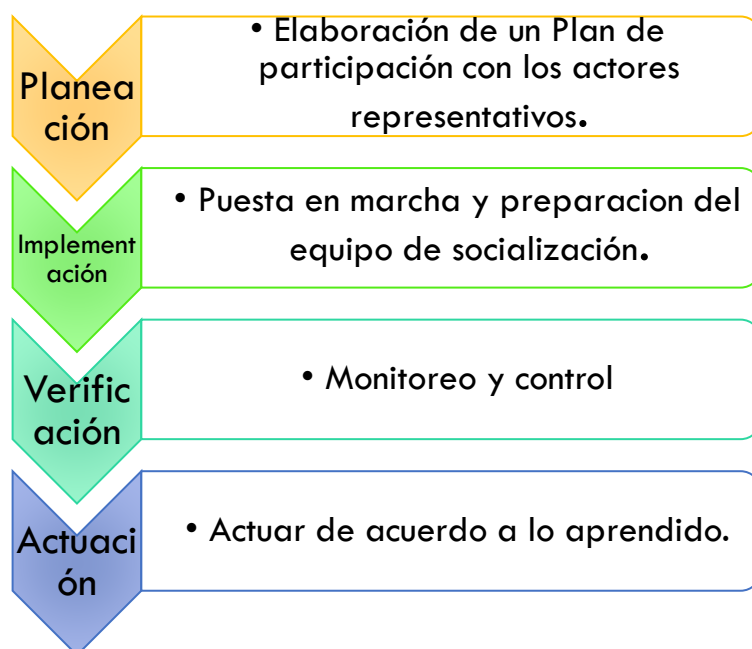 Planea
ción
• Elaboración de un Plan de
participación con los actores
representativos.
Implement
ación
• Puesta en marcha y preparacion del
equipo de socialización.
Verific
ación
• Monitoreo y control
Actuaci
ón
• Actuar de acuerdo a lo aprendido.